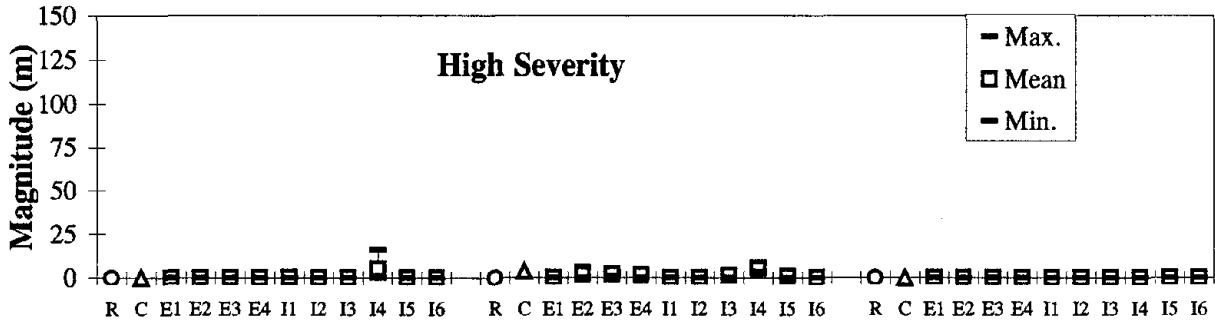 150
125
100
75
50
25
0
Magnitude (m)
High Severity
Max.
Mean
Min.
R C E1 E2 E3 E4 I1 I2 I3 I4 I5 I6 R C E1 E2 E3 E4 I1 I2 I3 I4 I5 I6 R C E1 E2 E3 E4 I1 I2 I3 I4 I5 I6